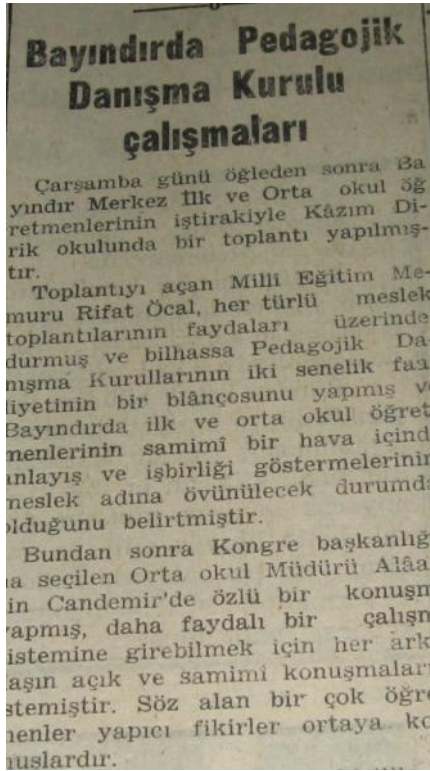 Bayındırda Pedagojik
Danışma Kurulu
çalışmaları
Çarşamba günü öğleden sonra Ba
yındır Merkez İlk ve Orta okul öğ
retmenlerinin iştirakiyle Kâzım Di-
rik okulunda bir toplantı yapılmış-
tır.
Toplantıyı açan Milli Eğitim Me-
muru Rifat Öcal, her türlü meslek
toplantılarının faydaları üzerinde
durmuş ve bilhassa Pedagojik Da-
nışma Kurullarının iki senelik faa
liyetinin bir blânçosunu yapmış v
Bayındırda ilk ve orta okul öğret
menlerinin samimî bir hava içind
anlayış ve işbirliği göstermelerinin
meslek adına övünülecek durumd
olduğunu belirtmiştir.
Bundan sonra Kongre başkanlığ
na seçilen Orta okul Müdürü Alâa
in Candemir'de özlü bir konuşm
yapmış, daha faydalı bir çalışm
sistemine girebilmek için her ark
aşın açık ve samimî konuşmaları
stemiştir. Söz alan bir çok öğre
menler yapıcı fikirler ortaya ko
muşlardır.